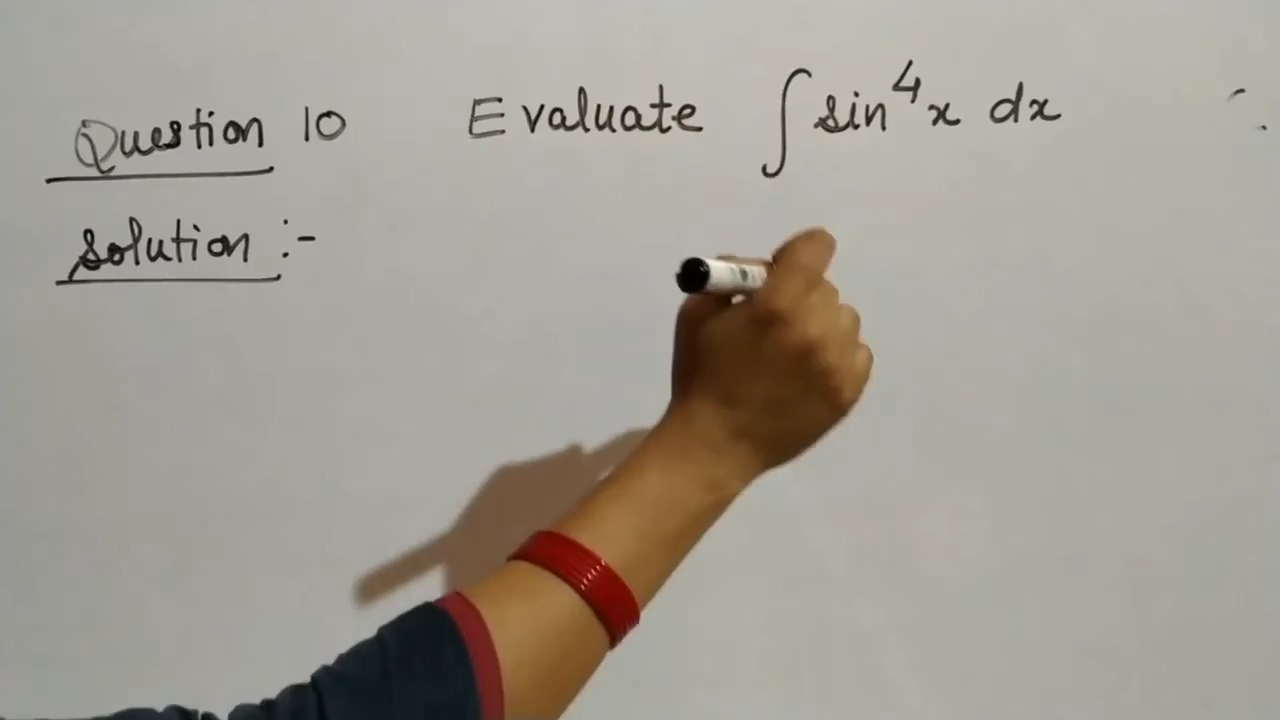 Question 10 Evaluate ∫ sin⁴x dx
Solution :-